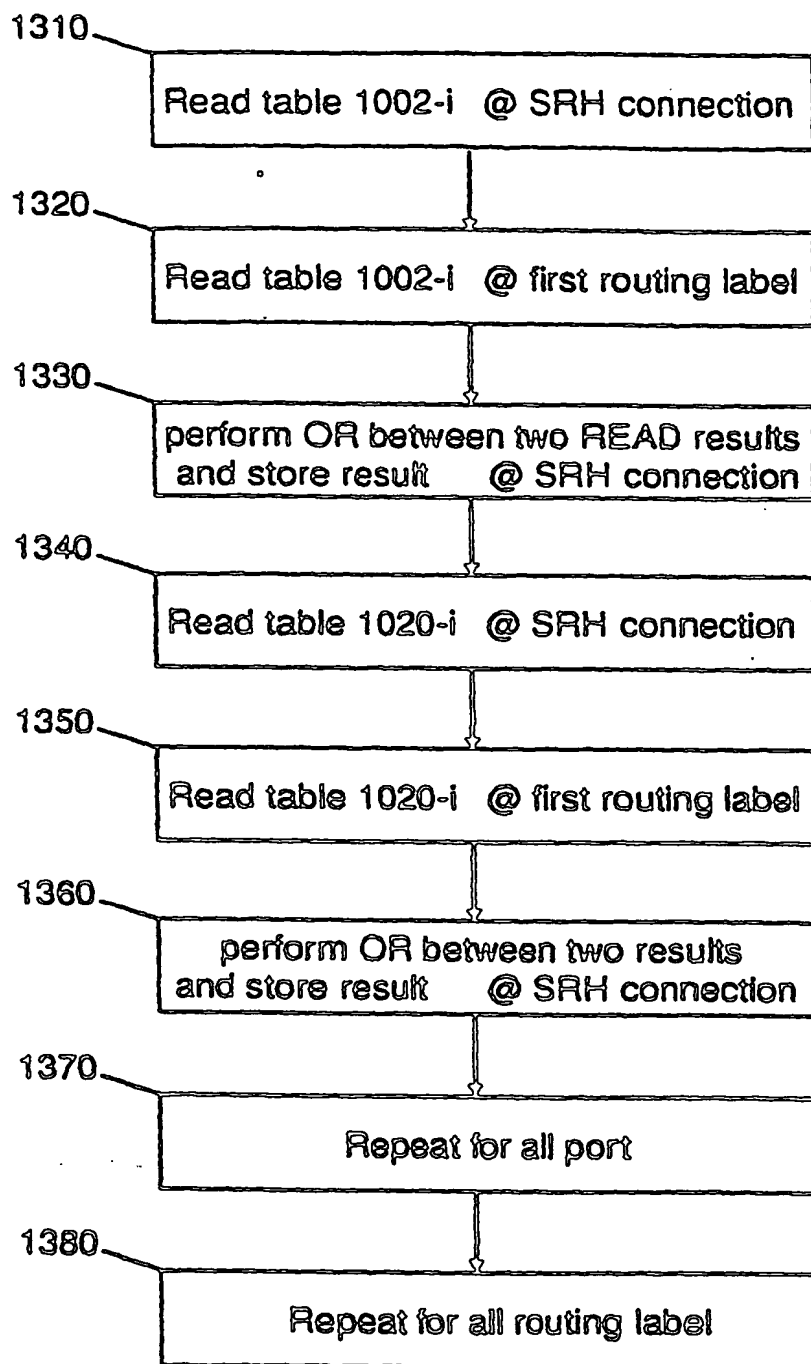 1310
Read table 1002-i @ SRH connection
1320
Read table 1002-i @ first routing label
1330
perform OR between two READ results
and store result @ SRH connection
1340
Read table 1020-i @ SRH connection
1350
Read table 1020-i @ first routing label
1360
perform OR between two results
and store result @ SRH connection
1370
Repeat for all port
1380
Repeat for all routing label